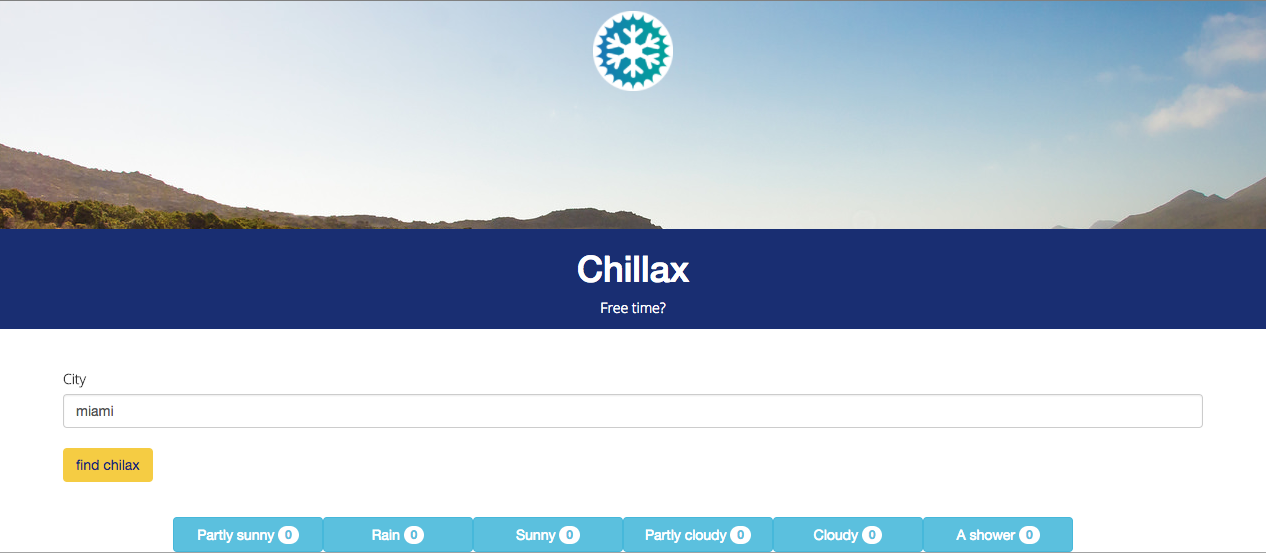 Chillax
Free time?
City
miami
find chilax
Partly sunny 0 Rain 0 Sunny 0 Partly cloudy 0 Cloudy 0 A shower 0